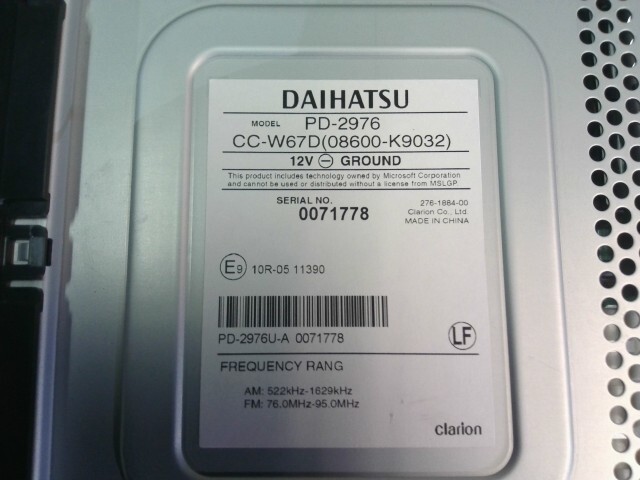 DAIHATSU
MODEL PD-2976
CC-W67D(08600-K9032)
12V ⊖ GROUND
This product includes technology owned by Microsoft Corporation
and cannot be used or distributed without a license from MSLGP.
SERIAL NO.
0071778
276-1884-00
Clarion Co., Ltd.
MADE IN CHINA
E9 10R-05 11390
PD-2976U-A 0071778
LF
FREQUENCY RANG
AM: 522kHz-1629kHz
FM: 76.0MHz-95.0MHz
clarion